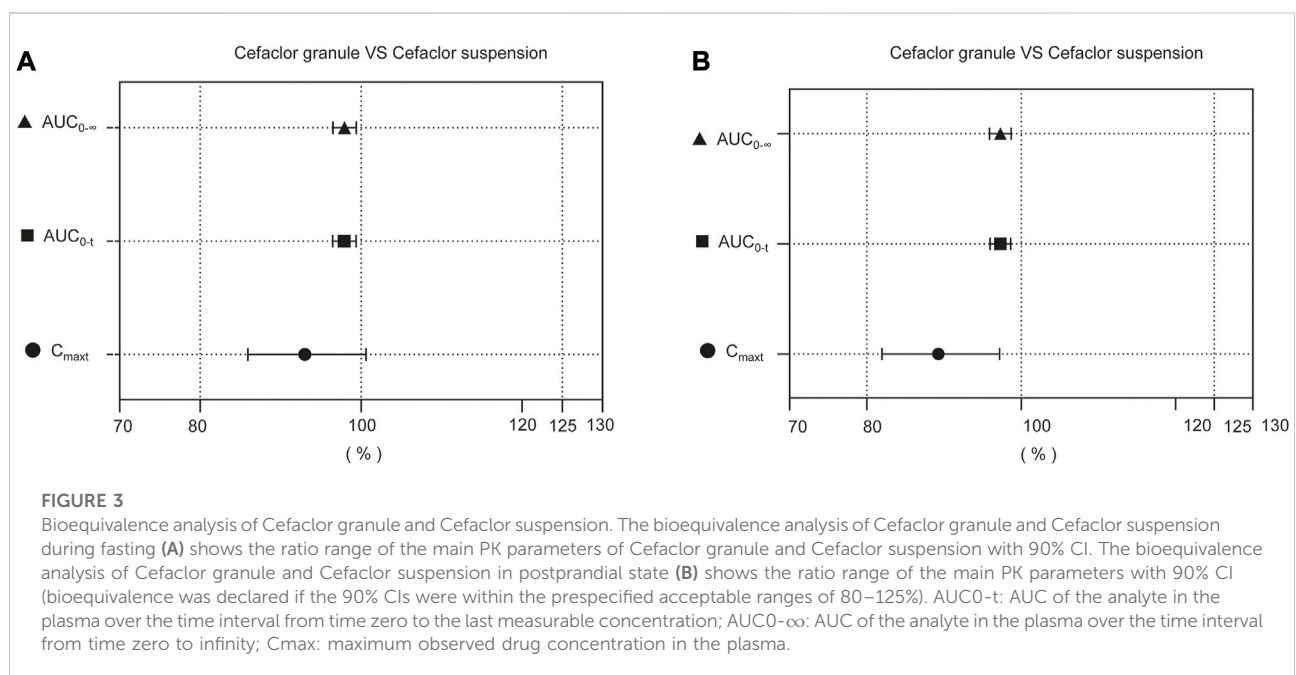 A
Cefaclor granule VS Cefaclor suspension
AUC0-∞
AUC0-t
Cmaxt
70 80 100 120 125 130
( % )
B
Cefaclor granule VS Cefaclor suspension
AUC0-∞
AUC0-t
Cmaxt
70 80 100 120 125 130
( % )
FIGURE 3
Bioequivalence analysis of Cefaclor granule and Cefaclor suspension. The bioequivalence analysis of Cefaclor granule and Cefaclor suspension
during fasting (A) shows the ratio range of the main PK parameters of Cefaclor granule and Cefaclor suspension with 90% CI. The bioequivalence
analysis of Cefaclor granule and Cefaclor suspension in postprandial state (B) shows the ratio range of the main PK parameters with 90% CI
(bioequivalence was declared if the 90% CIs were within the prespecified acceptable ranges of 80–125%). AUC0-t: AUC of the analyte in the
plasma over the time interval from time zero to the last measurable concentration; AUC0-∞: AUC of the analyte in the plasma over the time interval
from time zero to infinity; Cmax: maximum observed drug concentration in the plasma.